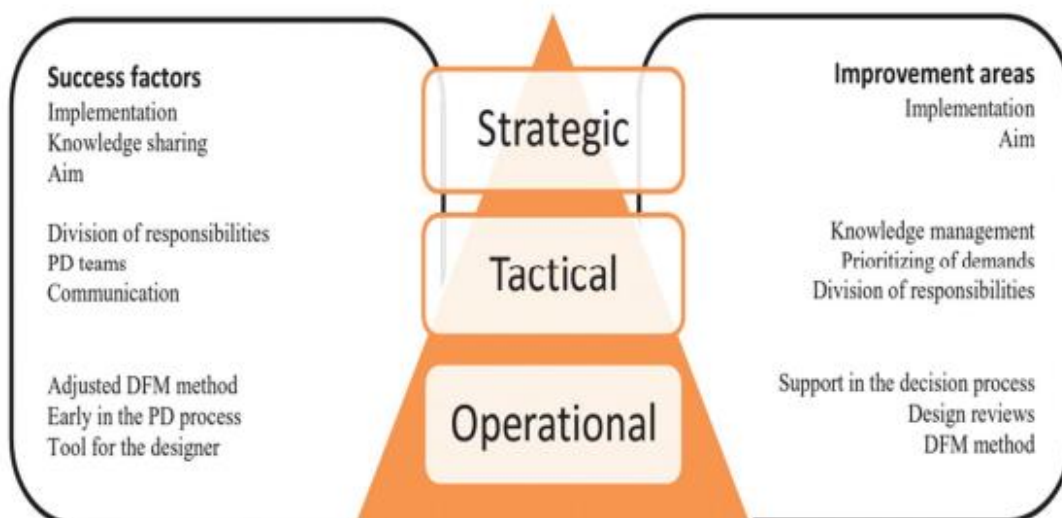 Success factors
Implementation
Knowledge sharing
Aim
Division of responsibilities
PD teams
Communication
Adjusted DFM method
Early in the PD process
Tool for the designer
Strategic
Tactical
Operational
Improvement areas
Implementation
Aim
Knowledge management
Prioritizing of demands
Division of responsibilities
Support in the decision process
Design reviews
DFM method